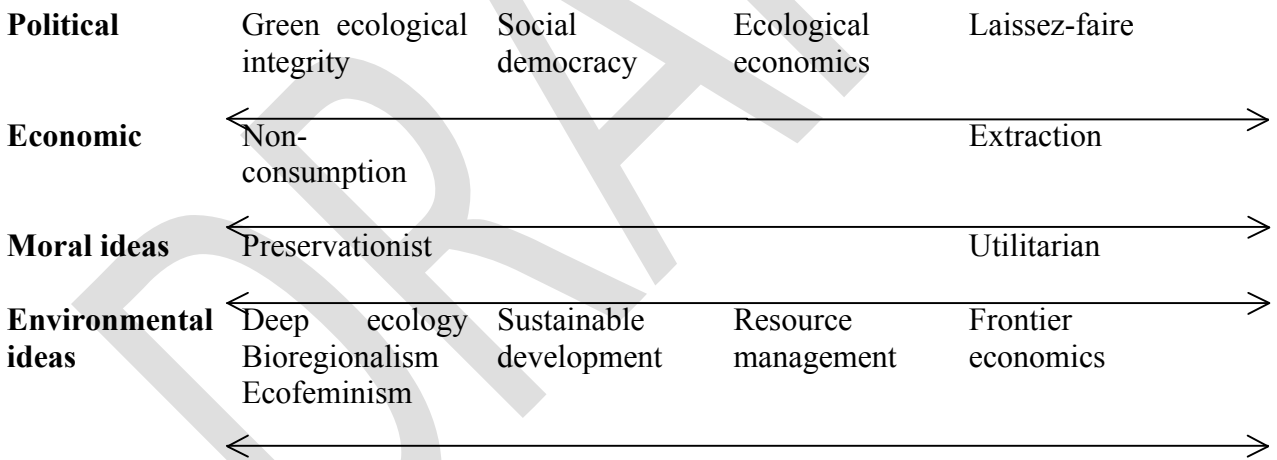 Political Green ecological Social Ecological Laissez-faire
integrity democracy economics
Economic Non- Extraction
consumption
Moral ideas Preservationist Utilitarian
Environmental Deep ecology Sustainable Resource Frontier
ideas Bioregionalism development management economics
Ecofeminism
DRA